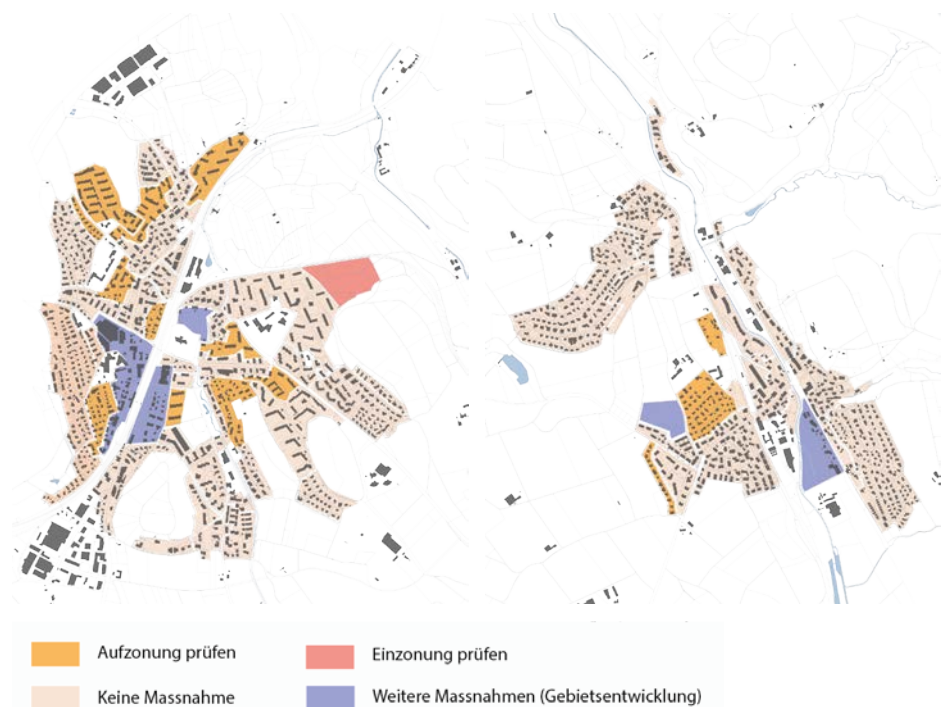 Aufzonung prüfen
Einzonung prüfen
Keine Massnahme
Weitere Massnahmen (Gebietsentwicklung)